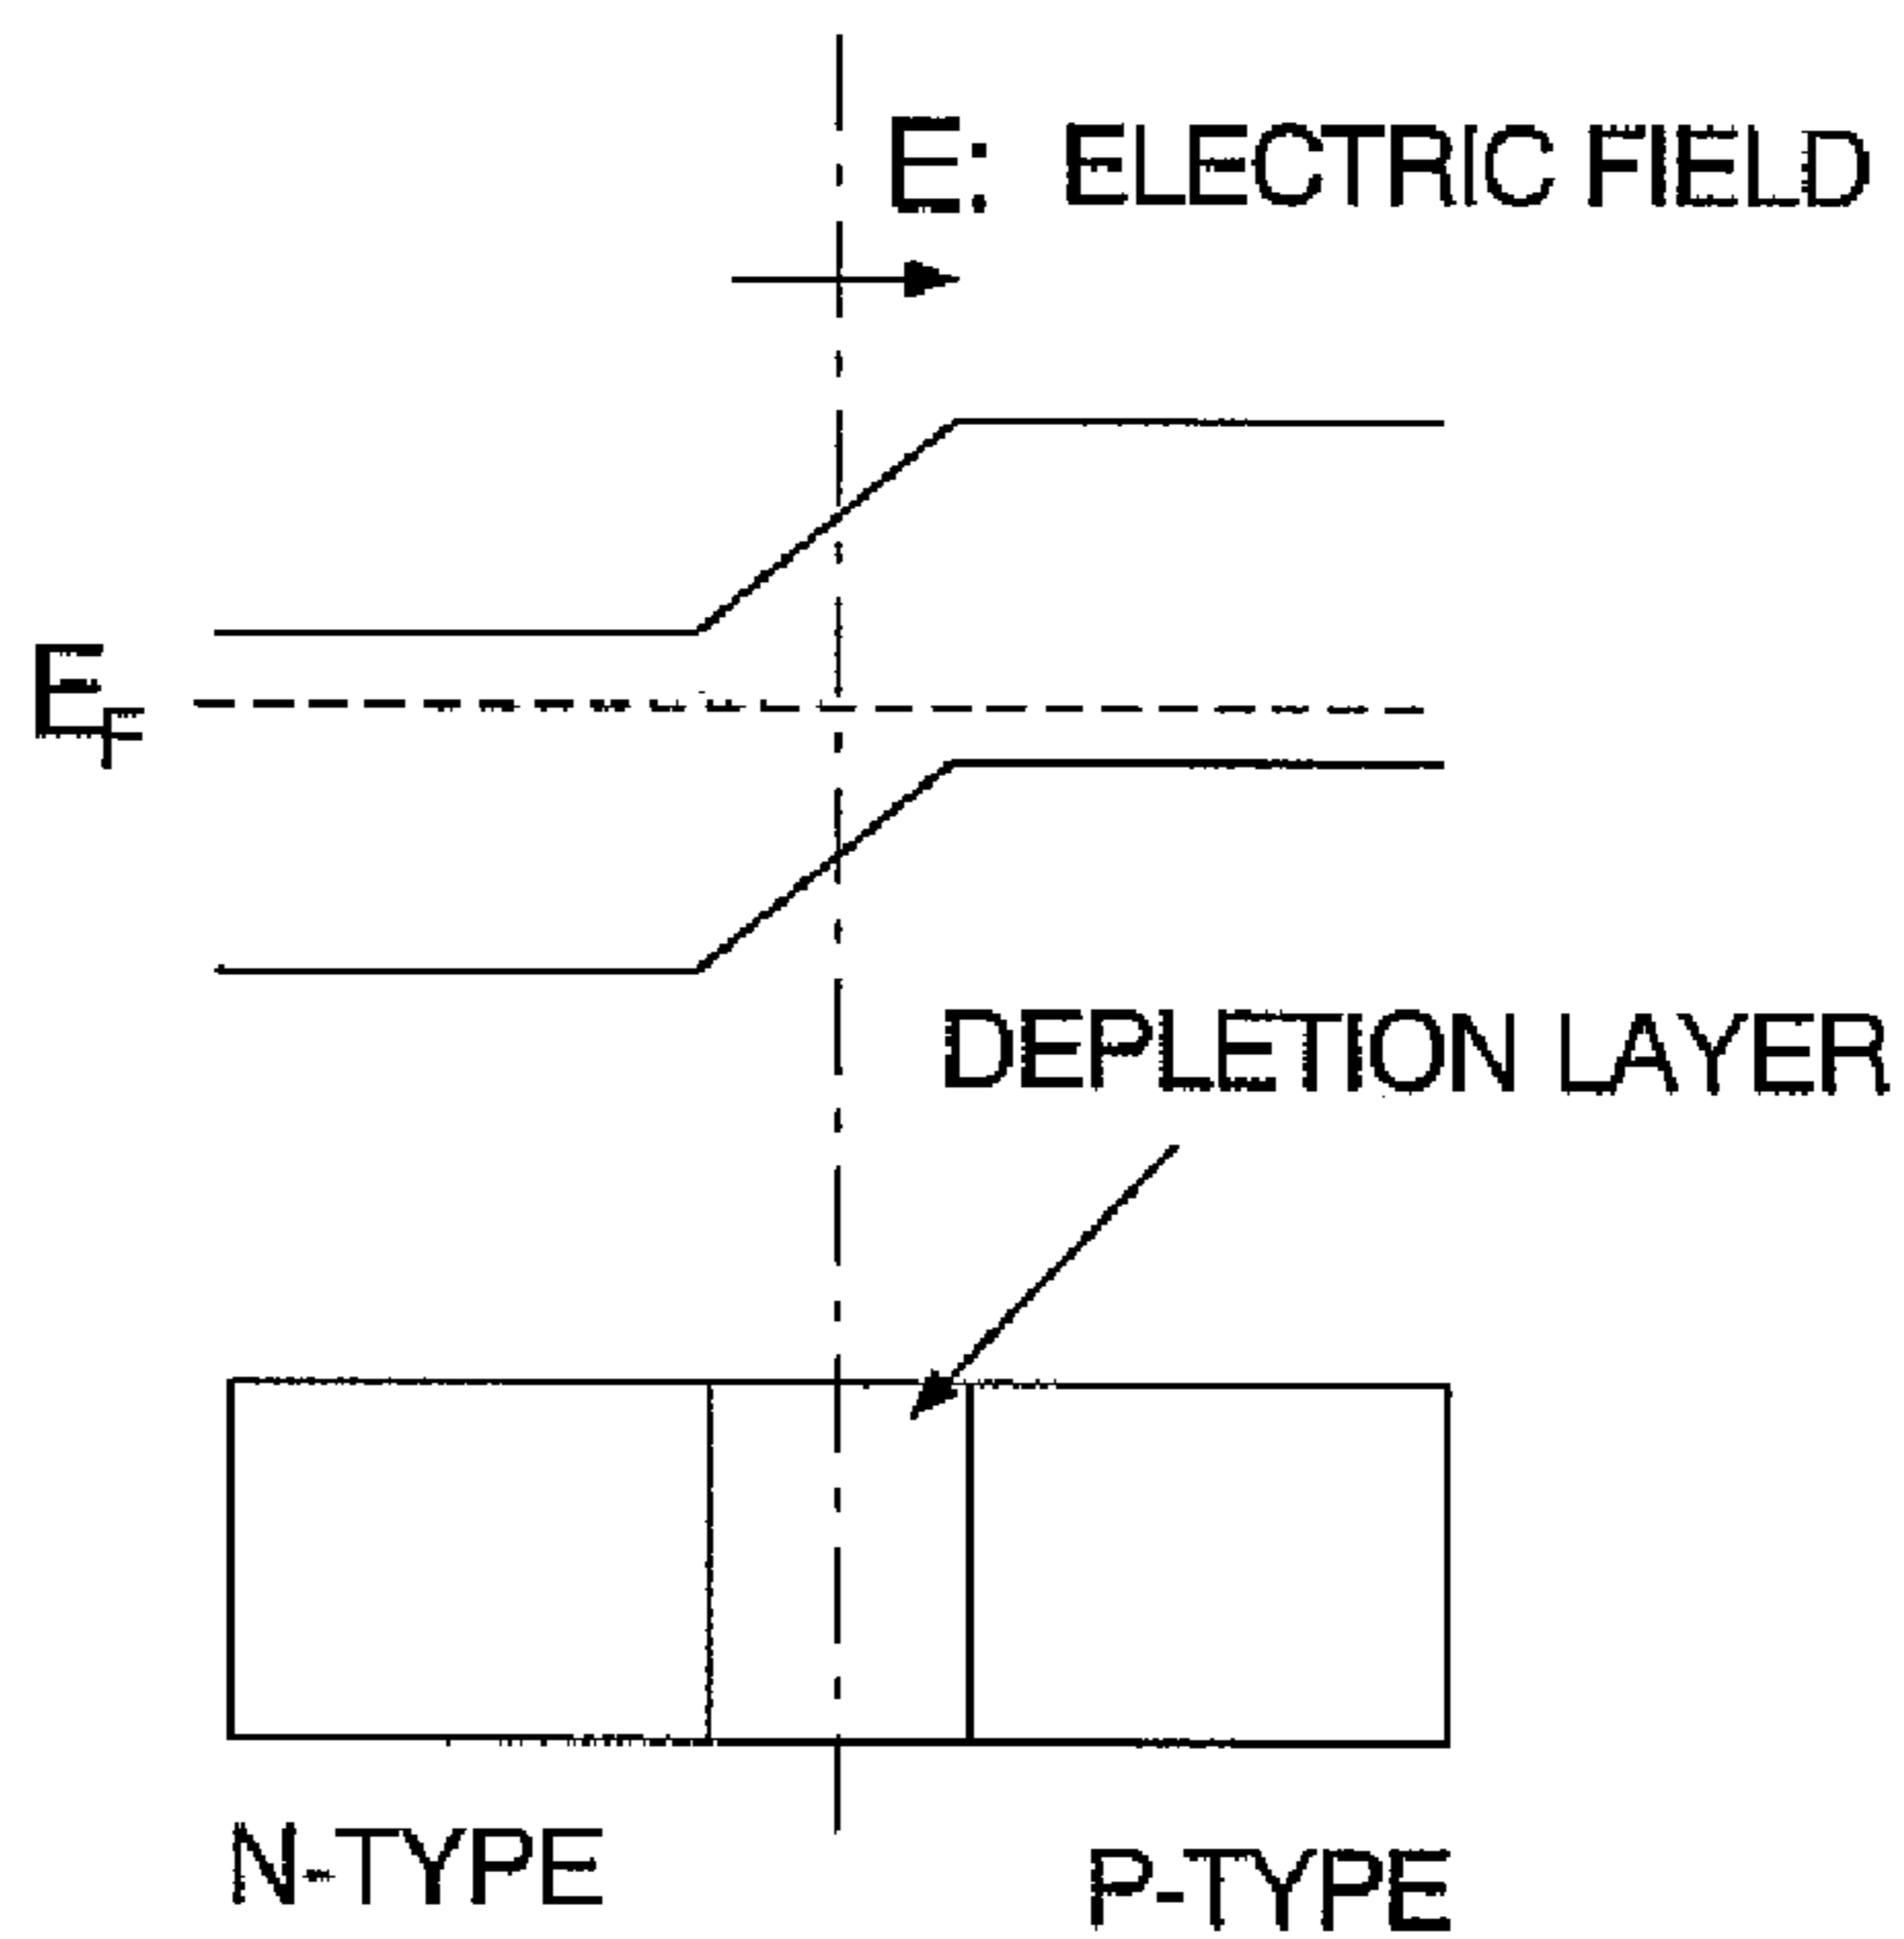 E: ELECTRIC FIELD
EF
DEPLETION LAYER
N-TYPE
P-TYPE